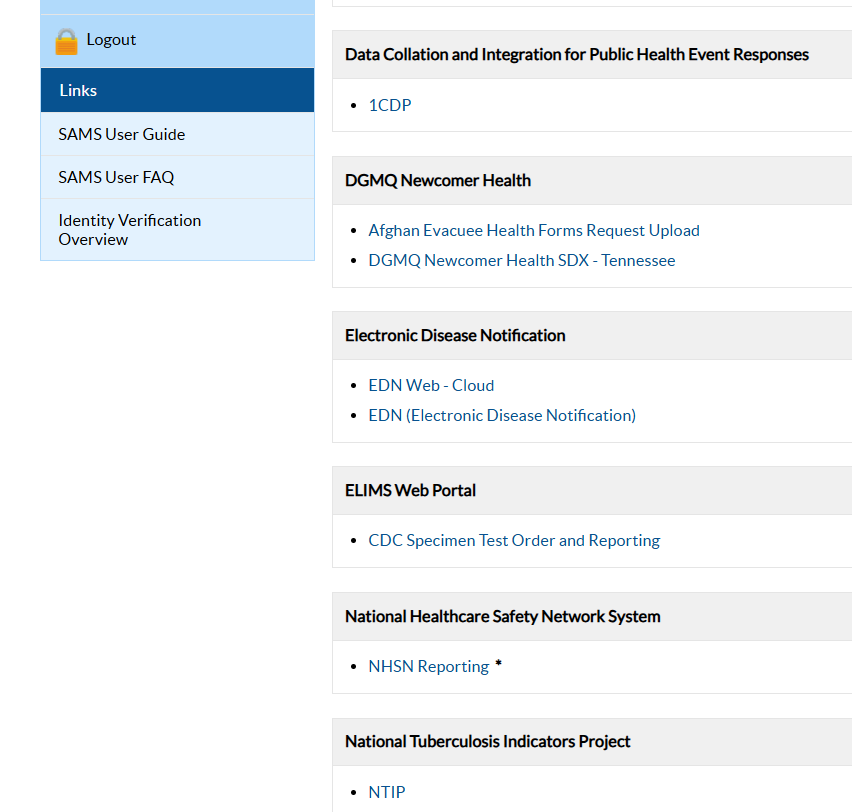 Logout
Links
SAMS User Guide
SAMS User FAQ
Identity Verification
Overview
Data Collation and Integration for Public Health Event Responses
• 1CDP
DGMQ Newcomer Health
• Afghan Evacuee Health Forms Request Upload
• DGMQ Newcomer Health SDX - Tennessee
Electronic Disease Notification
• EDN Web - Cloud
• EDN (Electronic Disease Notification)
ELIMS Web Portal
• CDC Specimen Test Order and Reporting
National Healthcare Safety Network System
• NHSN Reporting *
National Tuberculosis Indicators Project
• NTIP